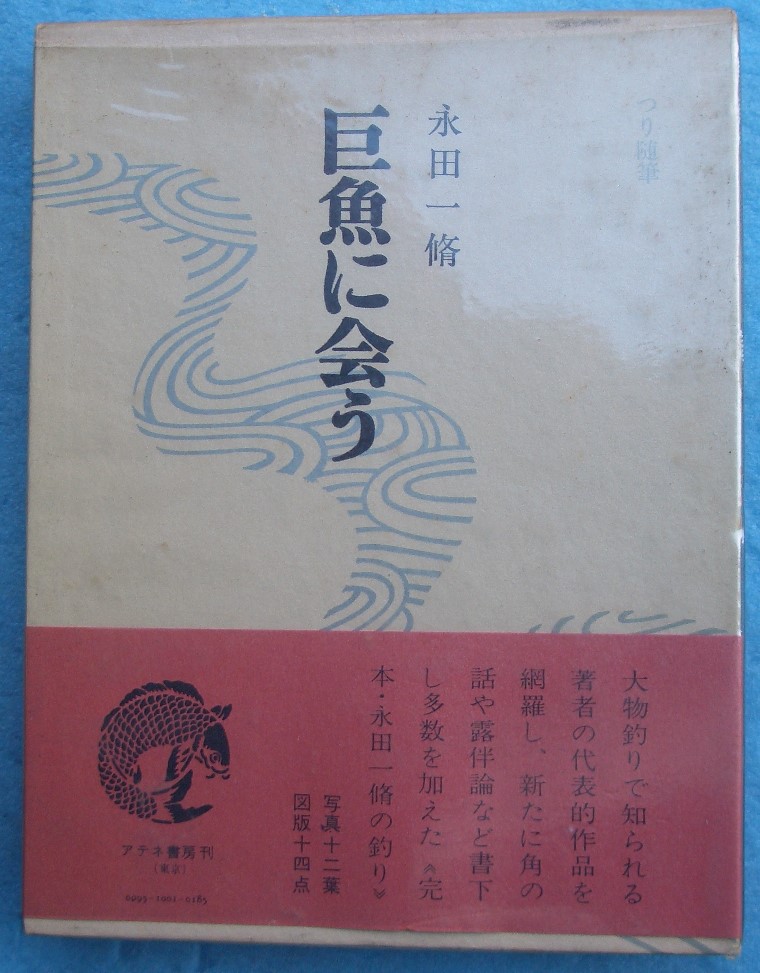 つり随筆
永田一脩
巨魚に会う
大物釣りで知られる
著者の代表的作品を
網羅し、新たに角の
話や露伴論など書下
し多数を加えた《完
本・永田一脩の釣り》
写真十二葉
図版十四点
アテネ書房刊
(東京)
0095-1001-0185